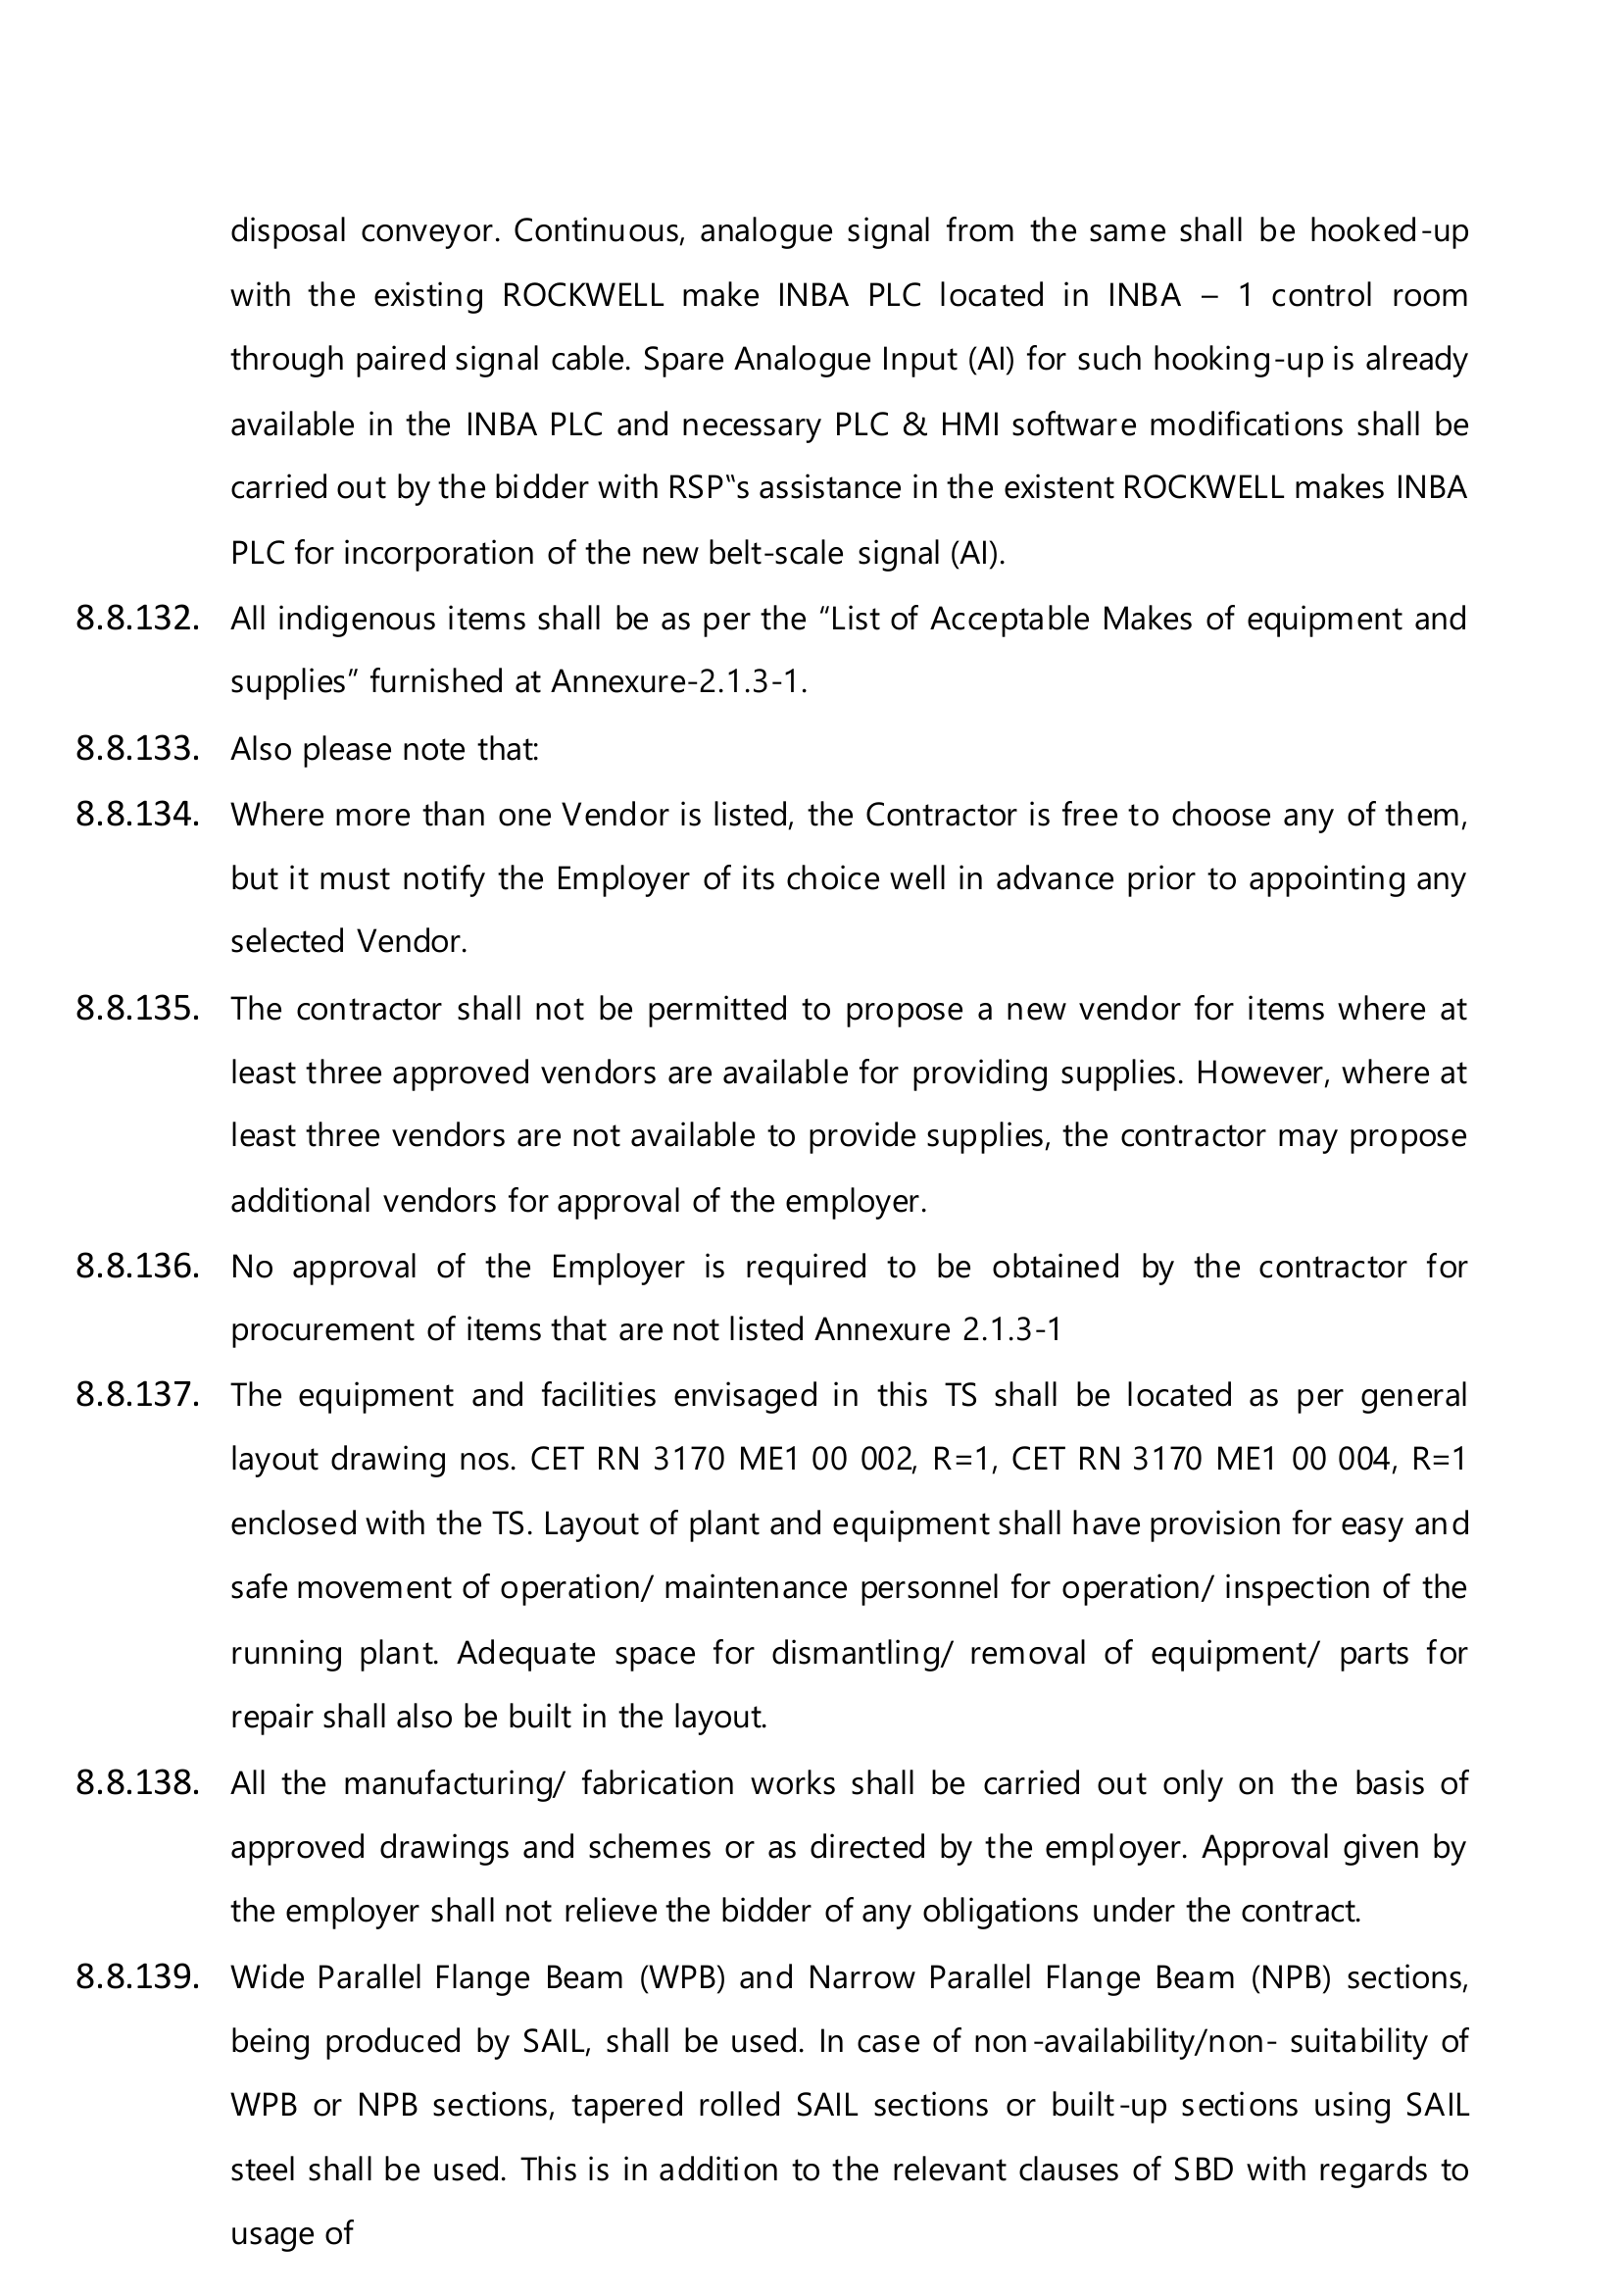 disposal conveyor. Continuous, analogue signal from the same shall be hooked-up
with the existing ROCKWELL make INBA PLC located in INBA – 1 control room
through paired signal cable. Spare Analogue Input (AI) for such hooking-up is already
available in the INBA PLC and necessary PLC & HMI software modifications shall be
carried out by the bidder with RSP‟s assistance in the existent ROCKWELL makes INBA
PLC for incorporation of the new belt-scale signal (AI).
8.8.132. All indigenous items shall be as per the “List of Acceptable Makes of equipment and
supplies” furnished at Annexure-2.1.3-1.
8.8.133. Also please note that:
8.8.134. Where more than one Vendor is listed, the Contractor is free to choose any of them,
but it must notify the Employer of its choice well in advance prior to appointing any
selected Vendor.
8.8.135. The contractor shall not be permitted to propose a new vendor for items where at
least three approved vendors are available for providing supplies. However, where at
least three vendors are not available to provide supplies, the contractor may propose
additional vendors for approval of the employer.
8.8.136. No approval of the Employer is required to be obtained by the contractor for
procurement of items that are not listed Annexure 2.1.3-1
8.8.137. The equipment and facilities envisaged in this TS shall be located as per general
layout drawing nos. CET RN 3170 ME1 00 002, R=1, CET RN 3170 ME1 00 004, R=1
enclosed with the TS. Layout of plant and equipment shall have provision for easy and
safe movement of operation/ maintenance personnel for operation/ inspection of the
running plant. Adequate space for dismantling/ removal of equipment/ parts for
repair shall also be built in the layout.
8.8.138. All the manufacturing/ fabrication works shall be carried out only on the basis of
approved drawings and schemes or as directed by the employer. Approval given by
the employer shall not relieve the bidder of any obligations under the contract.
8.8.139. Wide Parallel Flange Beam (WPB) and Narrow Parallel Flange Beam (NPB) sections,
being produced by SAIL, shall be used. In case of non-availability/non- suitability of
WPB or NPB sections, tapered rolled SAIL sections or built-up sections using SAIL
steel shall be used. This is in addition to the relevant clauses of SBD with regards to
usage of